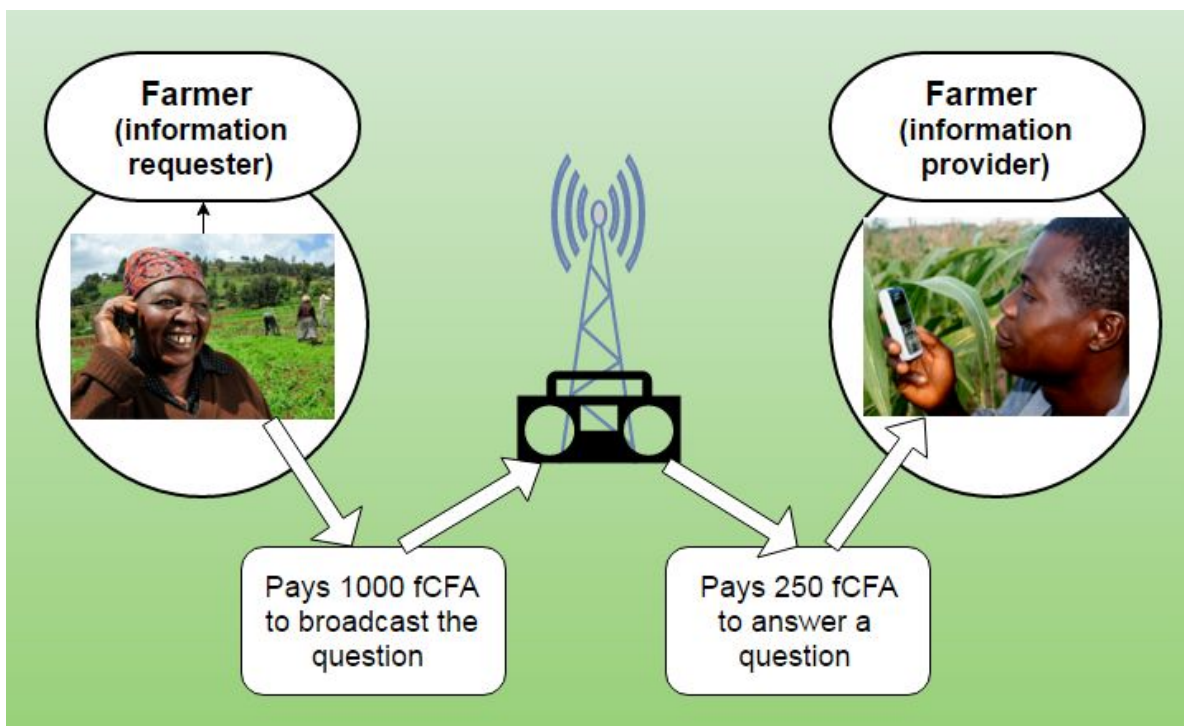 Farmer
(information
requester)
Farmer
(information
provider)
Pays 1000 fCFA
to broadcast the
question
Pays 250 fCFA
to answer a
question